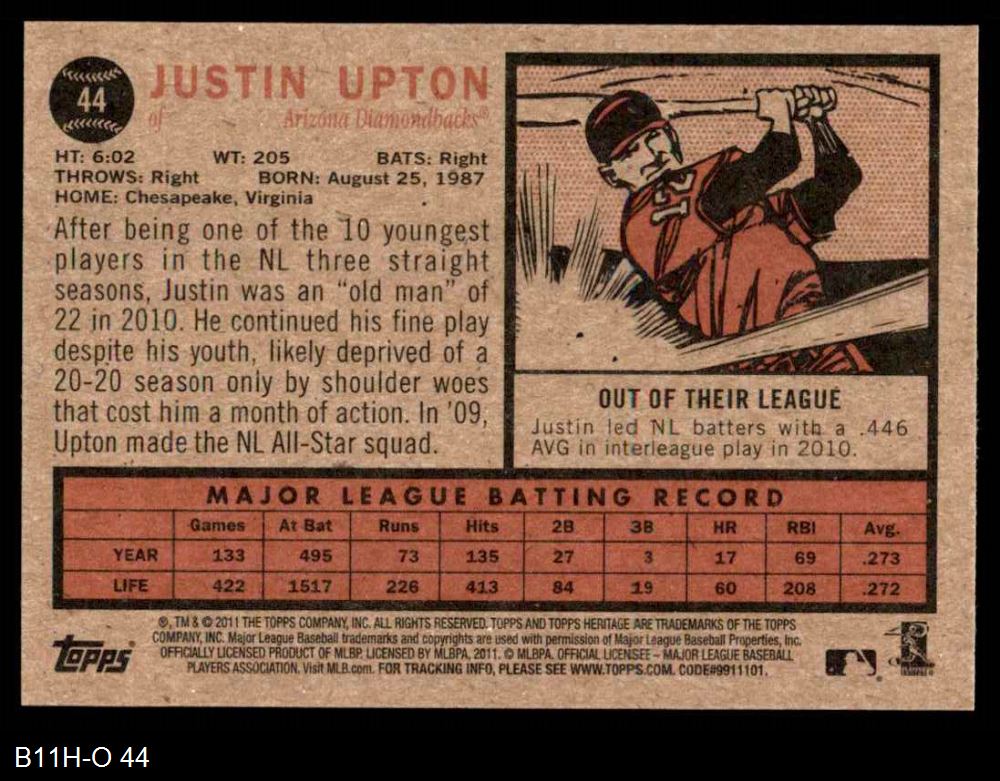 44
JUSTIN UPTON
of Arizona Diamondbacks®
HT: 6:02 WT: 205 BATS: Right
THROWS: Right BORN: August 25, 1987
HOME: Chesapeake, Virginia
After being one of the 10 youngest
players in the NL three straight
seasons, Justin was an “old man” of
22 in 2010. He continued his fine play
despite his youth, likely deprived of a
20-20 season only by shoulder woes
that cost him a month of action. In ’09,
Upton made the NL All-Star squad.
OUT OF THEIR LEAGUE
Justin led NL batters with a .446
AVG in interleague play in 2010.
MAJOR LEAGUE BATTING RECORD
Games At Bat Runs Hits 2B 3B HR RBI Avg.
YEAR 133 495 73 135 27 3 17 69 .273
LIFE 422 1517 226 413 84 19 60 208 .272
®, TM & © 2011 THE TOPPS COMPANY, INC. ALL RIGHTS RESERVED. TOPPS AND TOPPS HERITAGE ARE TRADEMARKS OF THE TOPPS
COMPANY, INC. Major League Baseball trademarks and copyrights are used with permission of Major League Baseball Properties, Inc.
OFFICIALLY LICENSED PRODUCT OF MLBP. LICENSED BY MLBPA, 2011. © MLBPA. OFFICIAL LICENSEE – MAJOR LEAGUE BASEBALL
PLAYERS ASSOCIATION. Visit MLB.com. FOR TRACKING INFO, PLEASE SEE WWW.TOPPS.COM. CODE#9911101.
Topps
B11H-O 44